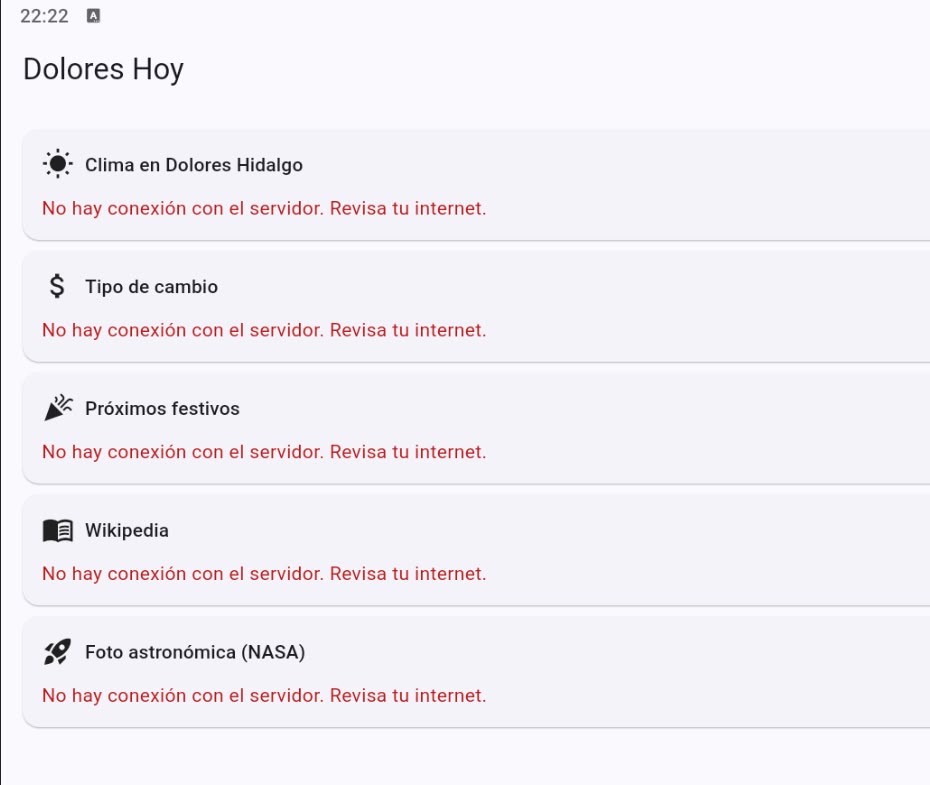 22:22 A
Dolores Hoy
Clima en Dolores Hidalgo
No hay conexión con el servidor. Revisa tu internet.
Tipo de cambio
No hay conexión con el servidor. Revisa tu internet.
Próximos festivos
No hay conexión con el servidor. Revisa tu internet.
Wikipedia
No hay conexión con el servidor. Revisa tu internet.
Foto astronómica (NASA)
No hay conexión con el servidor. Revisa tu internet.